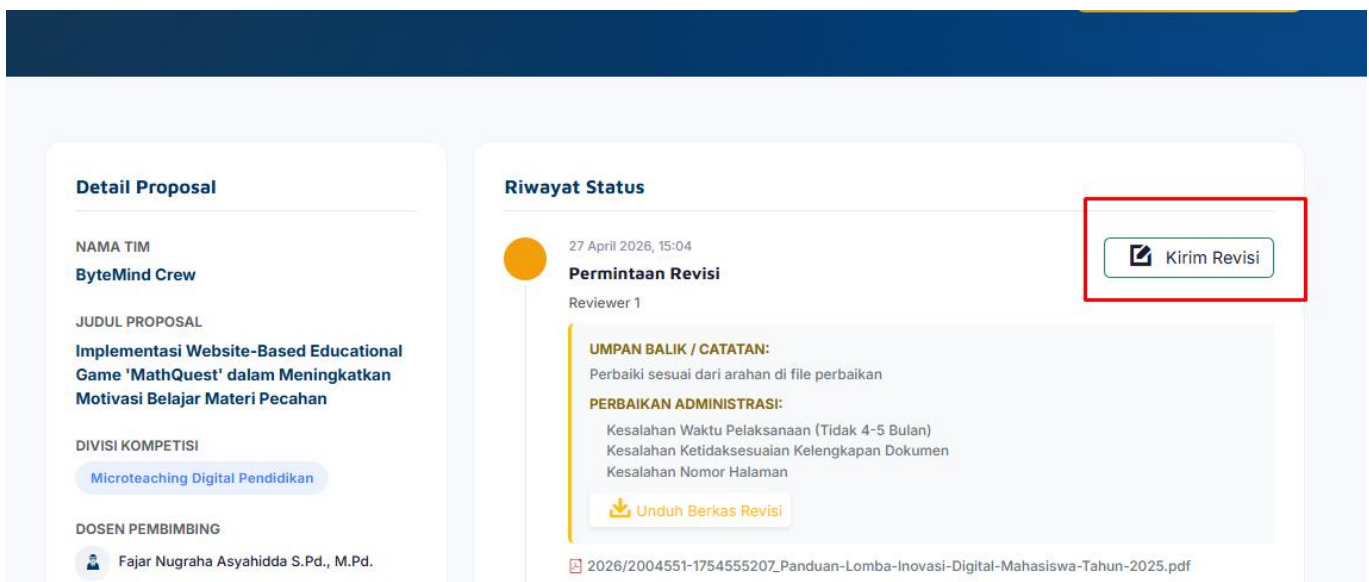 Detail Proposal
NAMA TIM
ByteMind Crew
JUDUL PROPOSAL
Implementasi Website-Based Educational
Game 'MathQuest' dalam Meningkatkan
Motivasi Belajar Materi Pecahan
DIVISI KOMPETISI
Microteaching Digital Pendidikan
DOSEN PEMBIMBING
Fajar Nugraha Asyahidda S.Pd., M.Pd.
Riwayat Status
27 April 2026, 15:04
Kirim Revisi
Permintaan Revisi
Reviewer 1
UMPAN BALIK / CATATAN:
Perbaiki sesuai dari arahan di file perbaikan
PERBAIKAN ADMINISTRASI:
Kesalahan Waktu Pelaksanaan (Tidak 4-5 Bulan)
Kesalahan Ketidaksesuaian Kelengkapan Dokumen
Kesalahan Nomor Halaman
Unduh Berkas Revisi
2026/2004551-1754555207_Panduan-Lomba-Inovasi-Digital-Mahasiswa-Tahun-2025.pdf